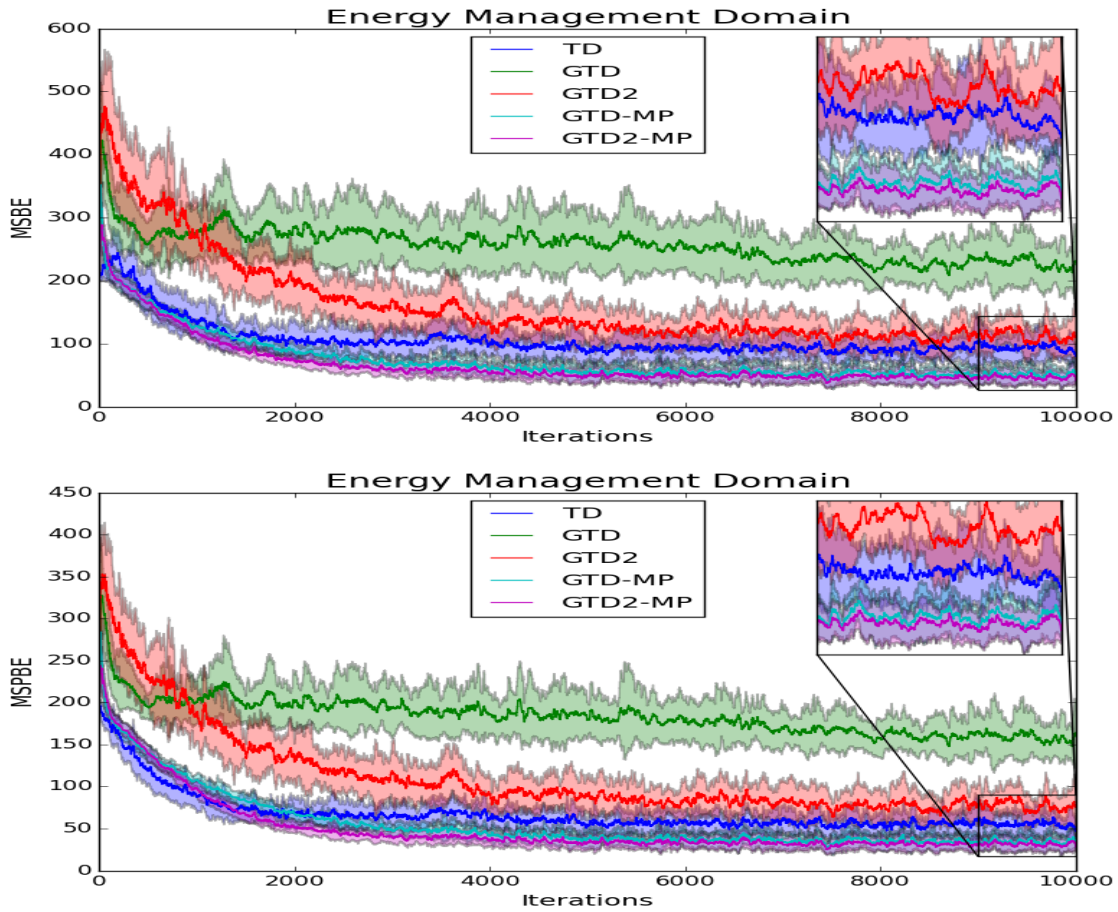 Energy Management Domain
600
500
400
300
200
100
0
MSBE
TD
GTD
GTD2
GTD-MP
GTD2-MP
0 2000 4000 6000 8000 10000
Iterations
Energy Management Domain
450
400
350
300
250
200
150
100
50
0
MSPBE
TD
GTD
GTD2
GTD-MP
GTD2-MP
0 2000 4000 6000 8000 10000
Iterations